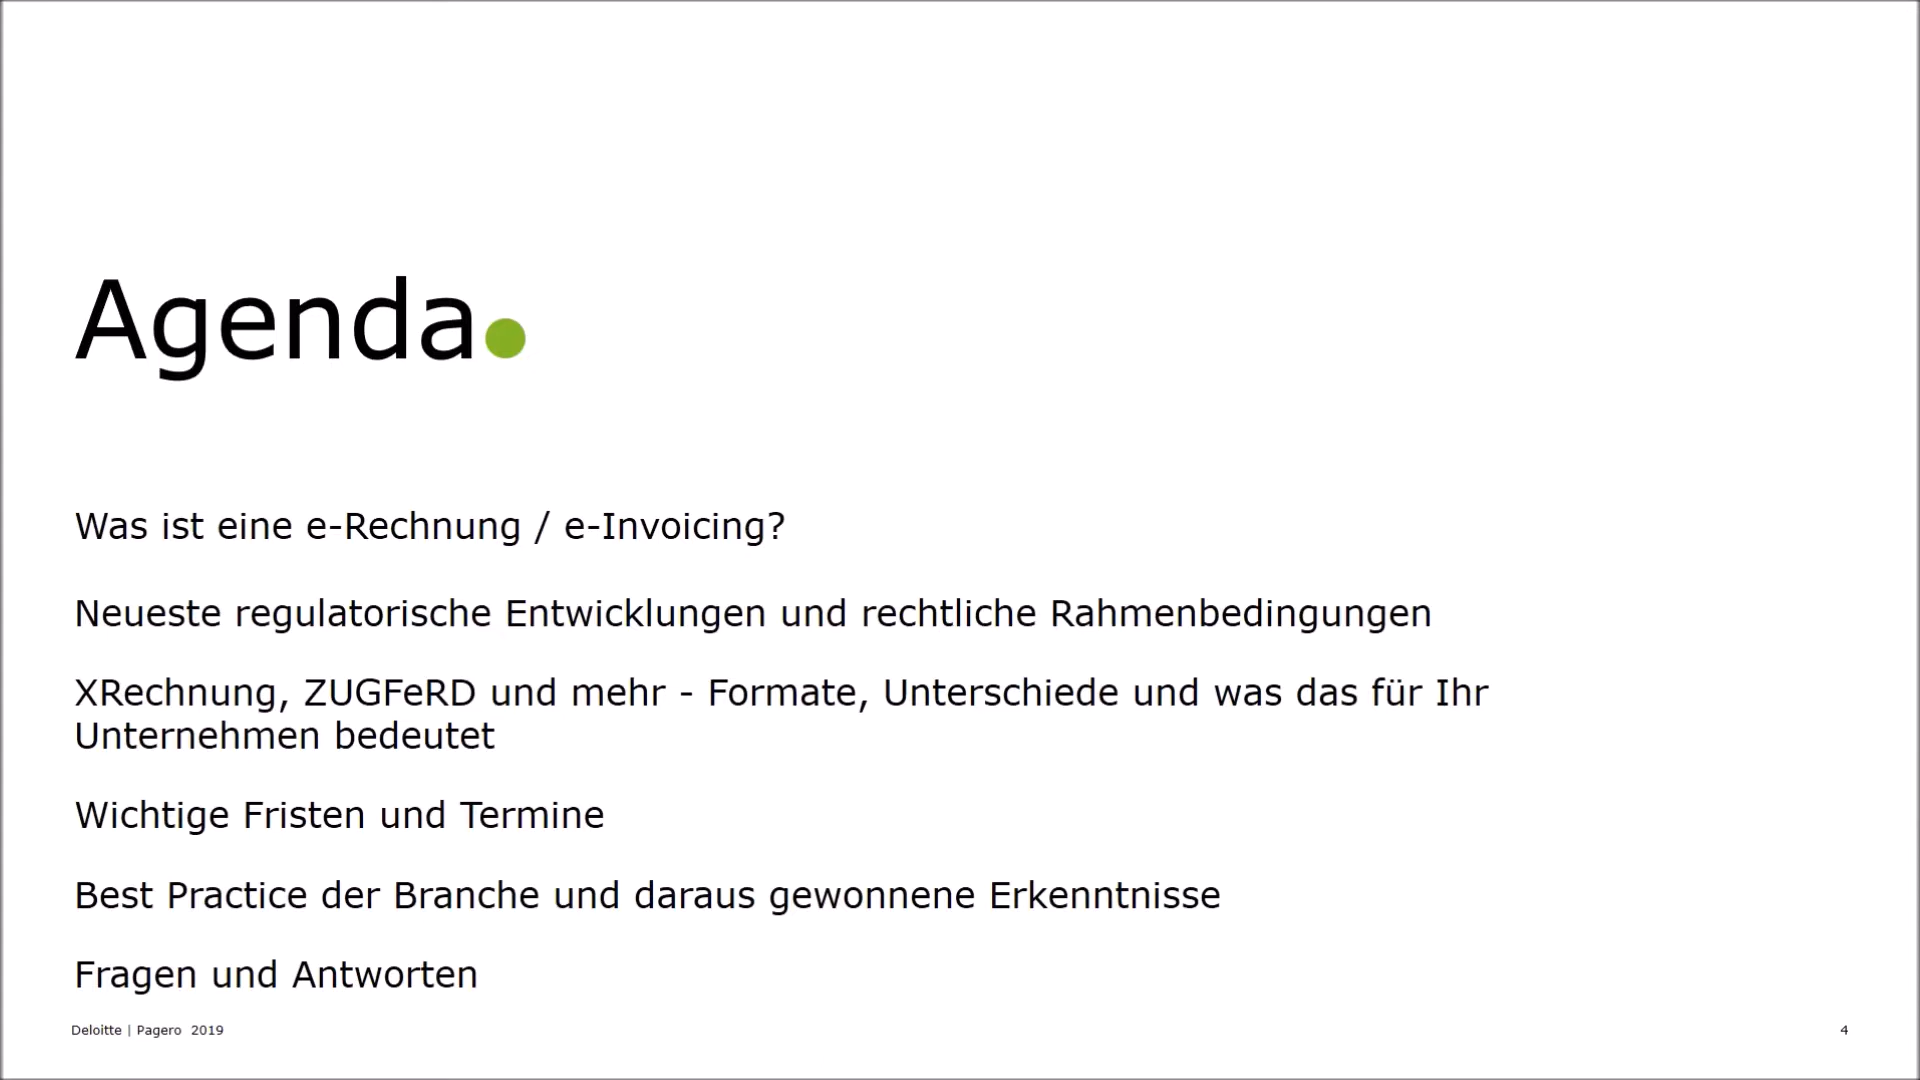 Agenda
Was ist eine e-Rechnung / e-Invoicing?
Neueste regulatorische Entwicklungen und rechtliche Rahmenbedingungen
XRechnung, ZUGFeRD und mehr - Formate, Unterschiede und was das für Ihr
Unternehmen bedeutet
Wichtige Fristen und Termine
Best Practice der Branche und daraus gewonnene Erkenntnisse
Fragen und Antworten
Deloitte | Pagero 2019
4